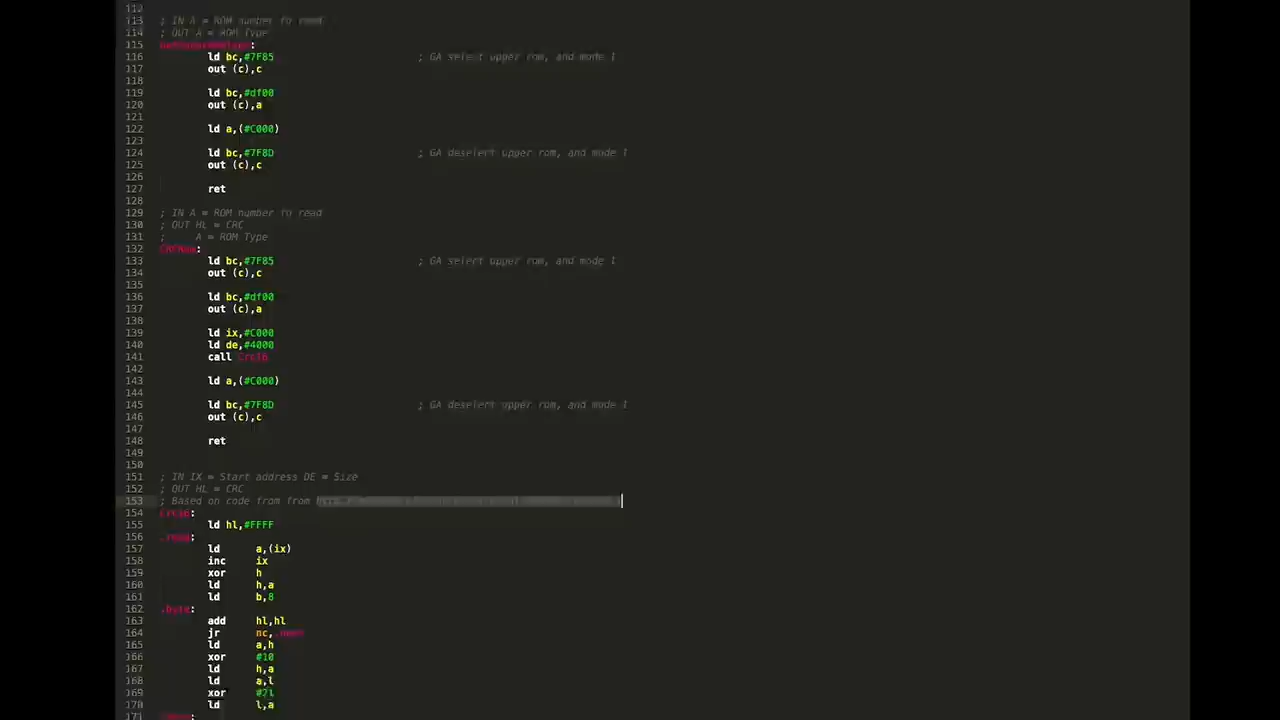 112
113 ; IN A = ROM number to read
114 ; OUT A = ROM Type
115
116 ld bc,#7F85 ; GA select upper rom, and mode 1
117 out (c),c
118
119 ld bc,#df00
120 out (c),a
121
122 ld a,(#C000)
123
124 ld bc,#7F8D ; GA deselect upper rom, and mode 1
125 out (c),c
126
127 ret
128
129 ; IN A = ROM number to read
130 ; OUT HL = CRC
131 ; A = ROM Type
132 CRCRom:
133 ld bc,#7F85 ; GA select upper rom, and mode 1
134 out (c),c
135
136 ld bc,#df00
137 out (c),a
138
139 ld ix,#C000
140 ld de,#4000
141 call Crc16
142
143 ld a,(#C000)
144
145 ld bc,#7F8D ; GA deselect upper rom, and mode 1
146 out (c),c
147
148 ret
149
150
151 ; IN IX = Start address DE = Size
152 ; OUT HL = CRC
153 ; Based on code from from
154 Crc16:
155 ld hl,#FFFF
156 .read:
157 ld a,(ix)
158 inc ix
159 xor h
160 ld h,a
161 ld b,8
162 .byte:
163 add hl,hl
164 jr nc,.next
165 ld a,h
166 xor #10
167 ld h,a
168 ld a,l
169 xor #21
170 ld l,a
171